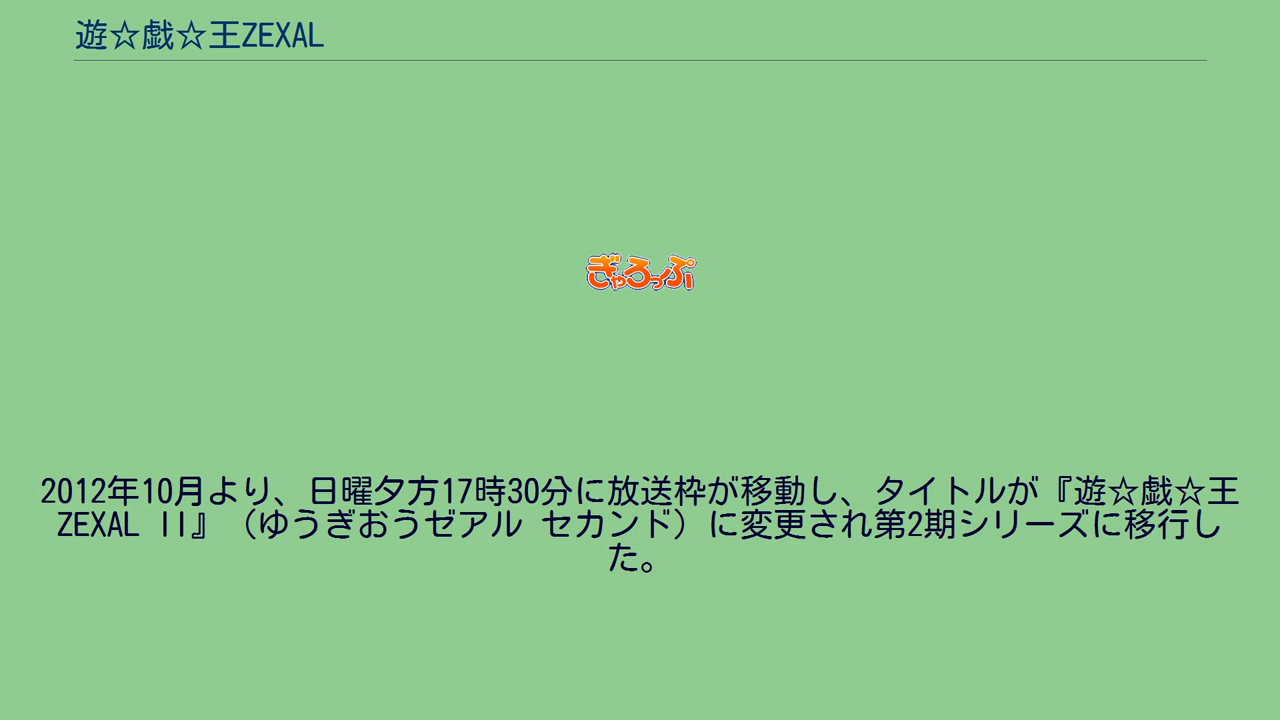 遊☆戯☆王ZEXAL
ぎゃろっぷ
2012年10月より、日曜夕方17時30分に放送枠が移動し、タイトルが『遊☆戯☆王
ZEXAL II』（ゆうぎおうゼアル セカンド）に変更され第2期シリーズに移行し
た。